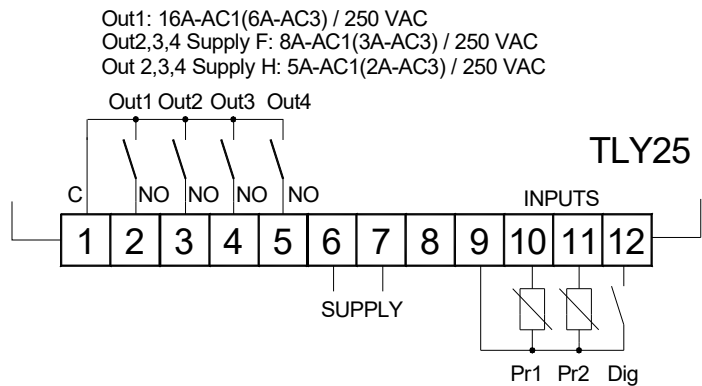 Out1: 16A-AC1(6A-AC3) / 250 VAC
Out2,3,4 Supply F: 8A-AC1(3A-AC3) / 250 VAC
Out 2,3,4 Supply H: 5A-AC1(2A-AC3) / 250 VAC
Out1 Out2 Out3 Out4
TLY25
C NO NO NO NO
INPUTS
1 2 3 4 5 6 7 8 9 10 11 12
SUPPLY
Pr1 Pr2 Dig